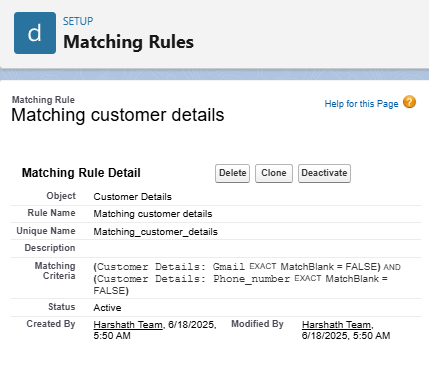 d
SETUP
Matching Rules
Matching Rule
Matching customer details
Help for this Page ?
Matching Rule Detail Delete Clone Deactivate
Object Customer Details
Rule Name Matching customer details
Unique Name Matching_customer_details
Description
Matching Criteria (Customer Details: Gmail EXACT MatchBlank = FALSE) AND
(Customer Details: Phone_number EXACT MatchBlank =
FALSE)
Status Active
Created By Harshath Team, 6/18/2025, 5:50 AM Modified By Harshath Team, 6/18/2025, 5:50 AM